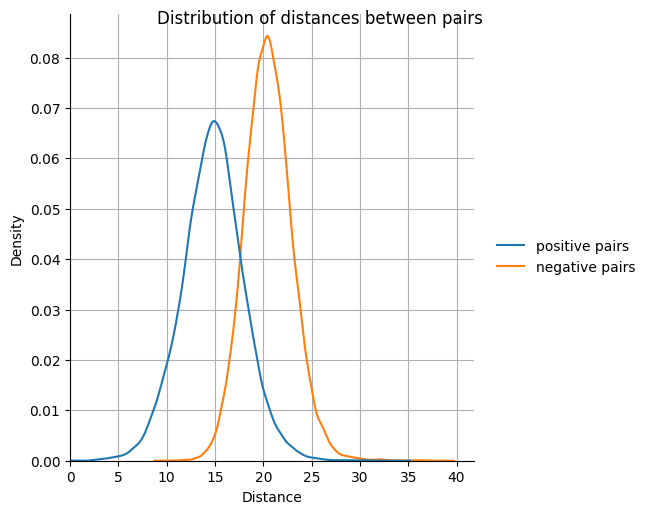 Distribution of distances between pairs
0.08
0.07
0.06
0.05
0.04
0.03
0.02
0.01
0.00
Density
0 5 10 15 20 25 30 35 40
Distance
positive pairs
negative pairs